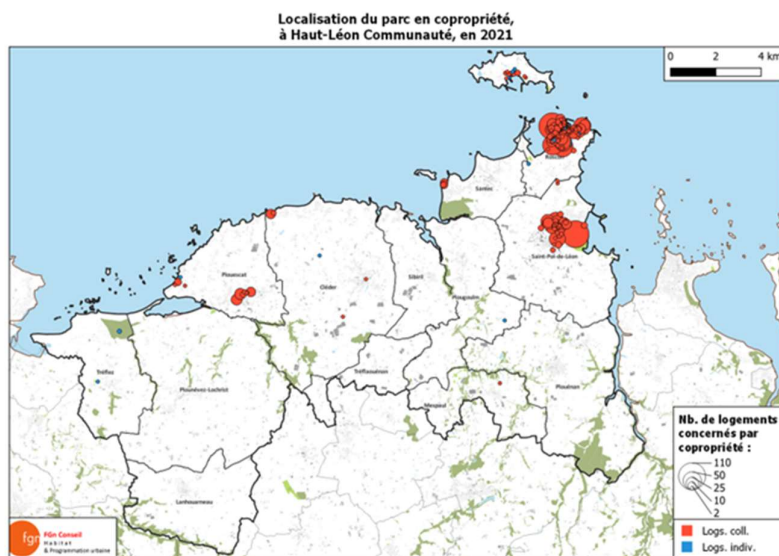 Localisation du parc en copropriété,
à Haut-Léon Communauté, en 2021
0 2 4 km
Santec
Saint-Pol-de-Léon
Plouescat
Cléder
Sibiril
Plougoulm
Tréflez
Plounévez-Lochrist
Tréflaouénan
Mespaul
Plouénan
Lanhouarneau
Nb. de logements
concernés par
copropriété :
110
50
25
10
2
Logs. coll.
Logs. indiv.
fgn
FGn Conseil
Habitat
& Programmation urbaine